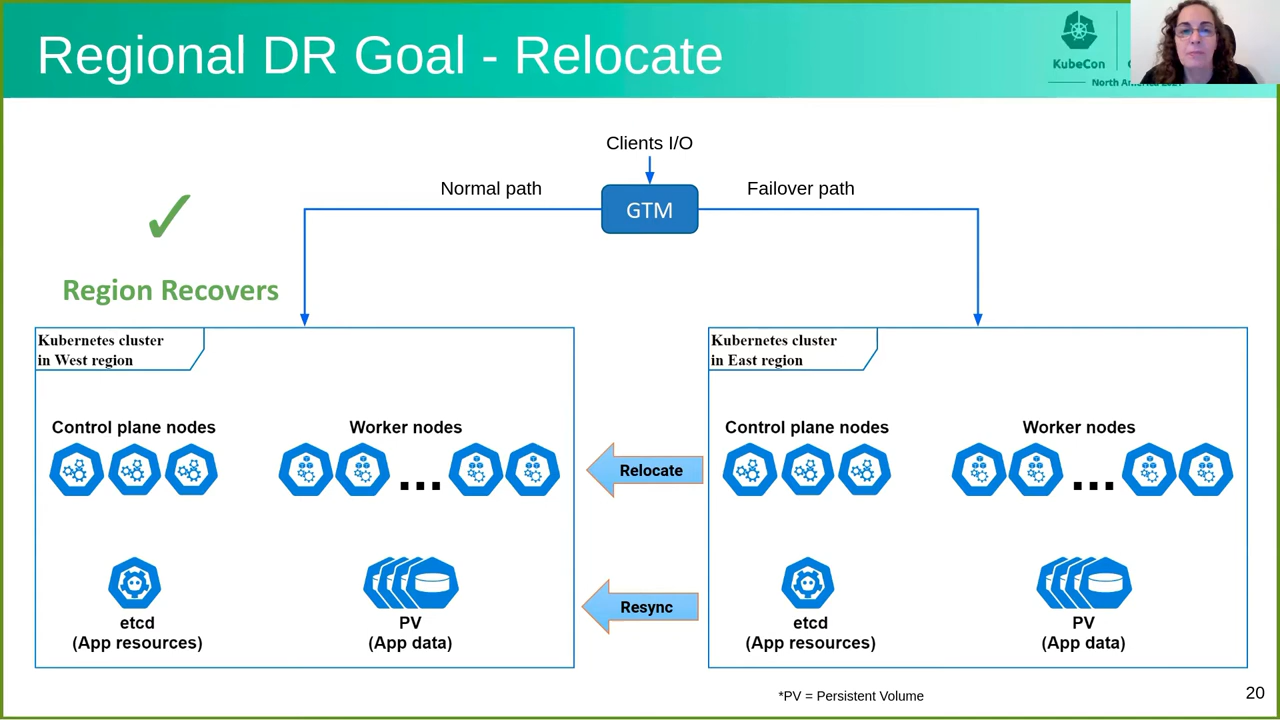 Regional DR Goal - Relocate
KubeCon
North
Clients I/O
Normal path
GTM
Failover path
✓
Region Recovers
Kubernetes cluster
in West region
Control plane nodes
Worker nodes
...
etcd
(App resources)
PV
(App data)
Relocate
Resync
Kubernetes cluster
in East region
Control plane nodes
Worker nodes
...
etcd
(App resources)
PV
(App data)
*PV = Persistent Volume
20